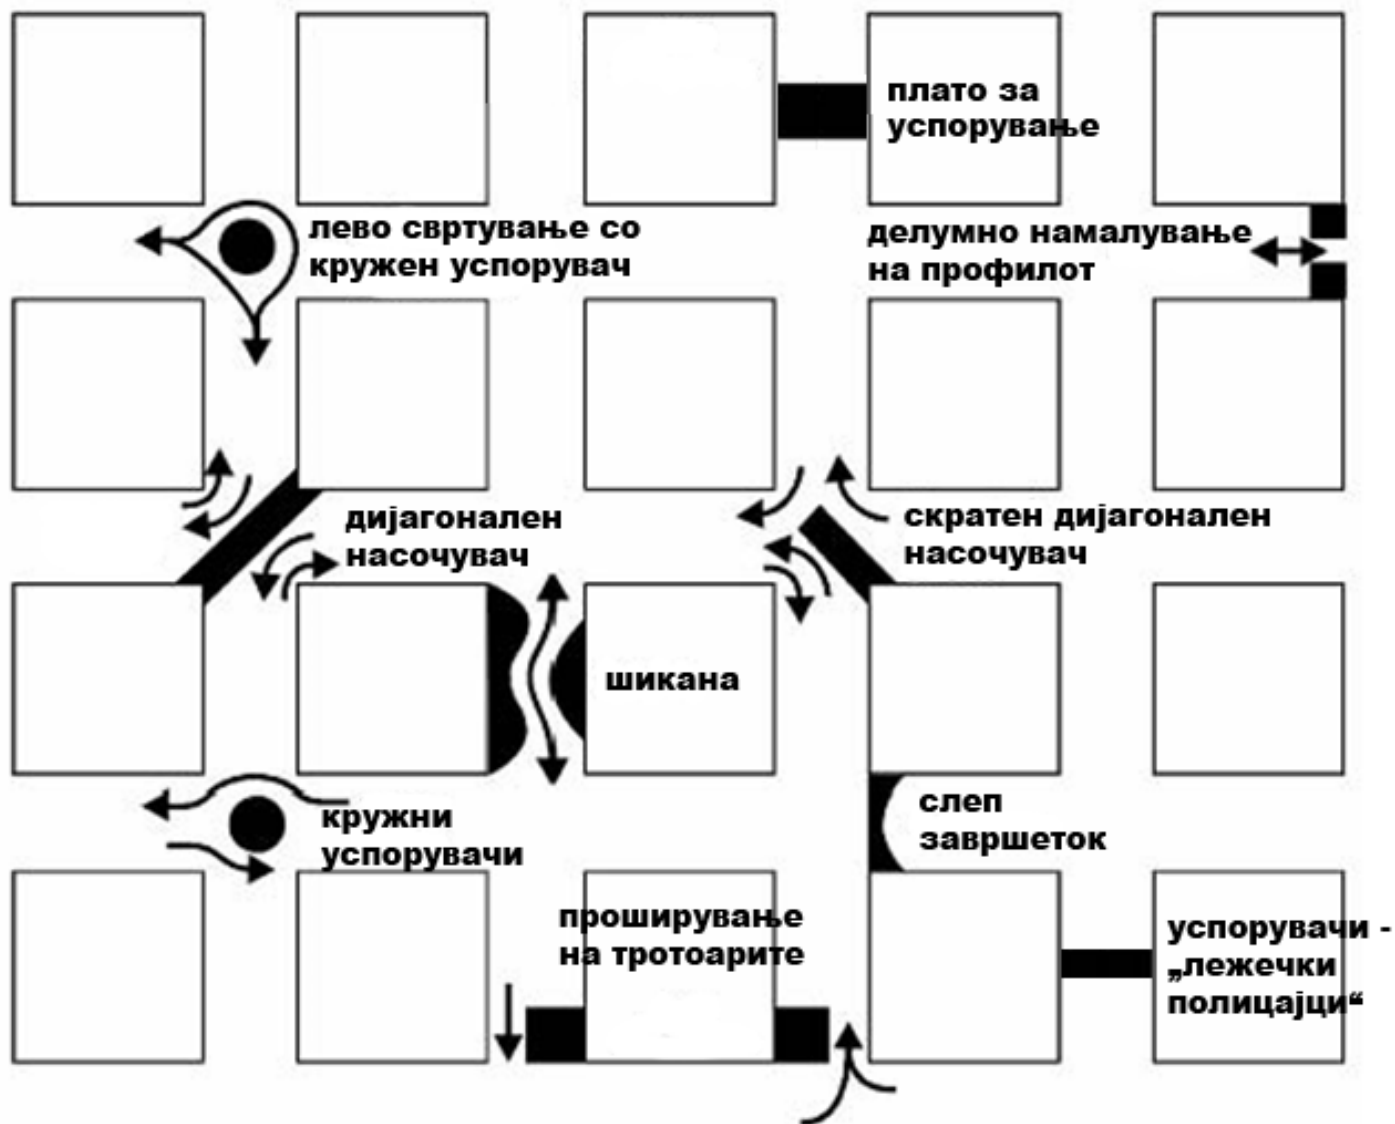 плато за
успорување
лево свртување со
кружен успорувач
делумно намалување
на профилот
дијагонален
насочувач
скратен дијагонален
насочувач
шикана
кружни
успорувачи
слеп
завршеток
проширување
на тротоарите
успорувачи -
„лежечки
полицајци“